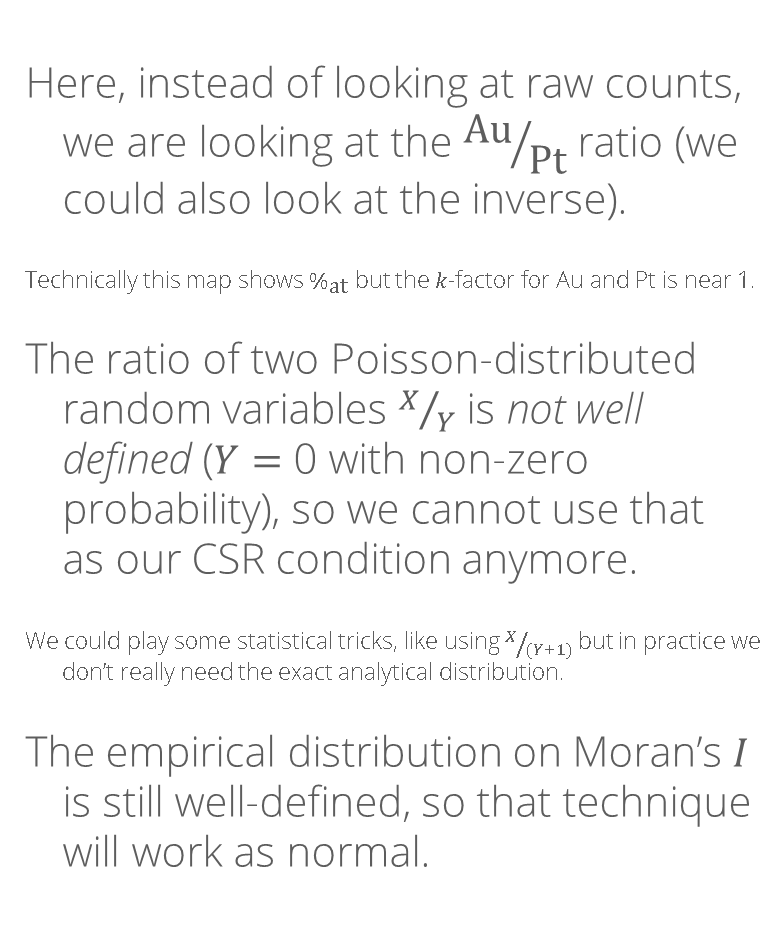 Here, instead of looking at raw counts,
we are looking at the Au/Pt ratio (we
could also look at the inverse).
Technically this map shows %at but the k-factor for Au and Pt is near 1.
The ratio of two Poisson-distributed
random variables X/Y is not well
defined (Y = 0 with non-zero
probability), so we cannot use that
as our CSR condition anymore.
We could play some statistical tricks, like using X/(Y+1) but in practice we
don't really need the exact analytical distribution.
The empirical distribution on Moran's I
is still well-defined, so that technique
will work as normal.